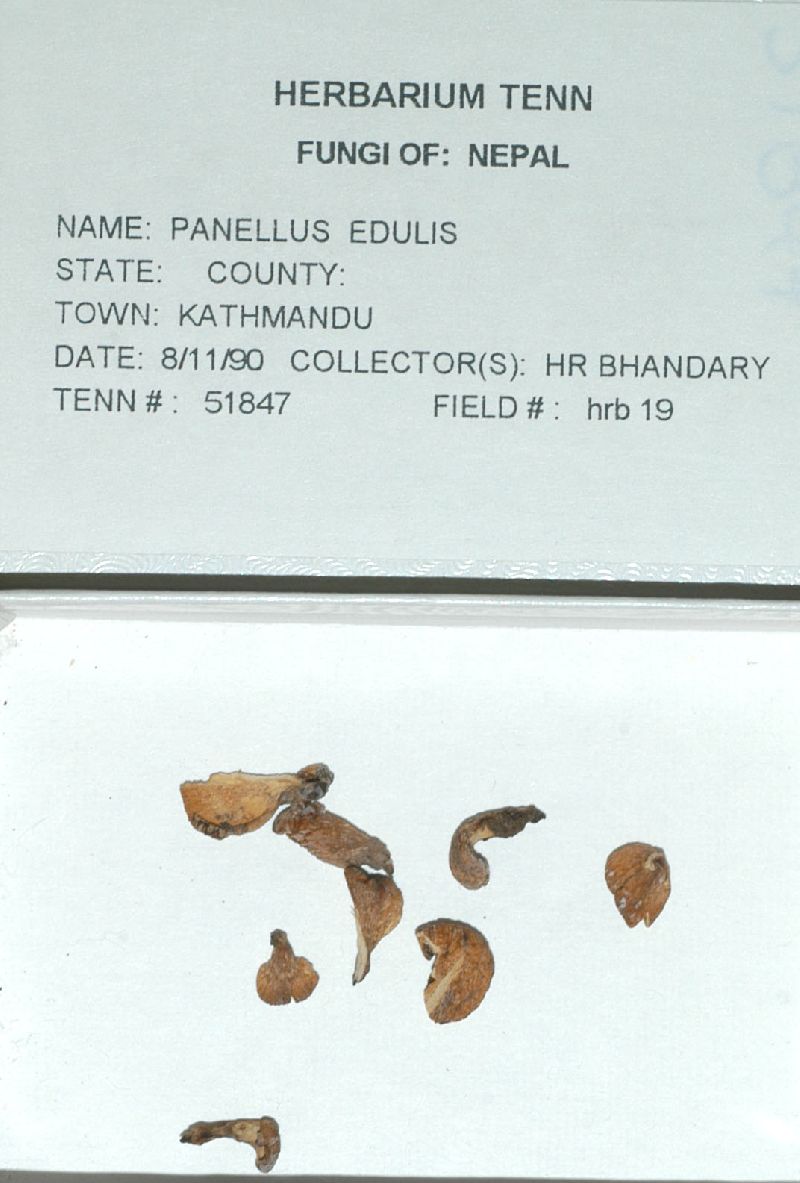 HERBARIUM TENN
FUNGI OF: NEPAL
NAME: PANELLUS EDULIS
STATE: COUNTY:
TOWN: KATHMANDU
DATE: 8/11/90 COLLECTOR(S): HR BHANDARY
TENN #: 51847 FIELD #: hrb 19